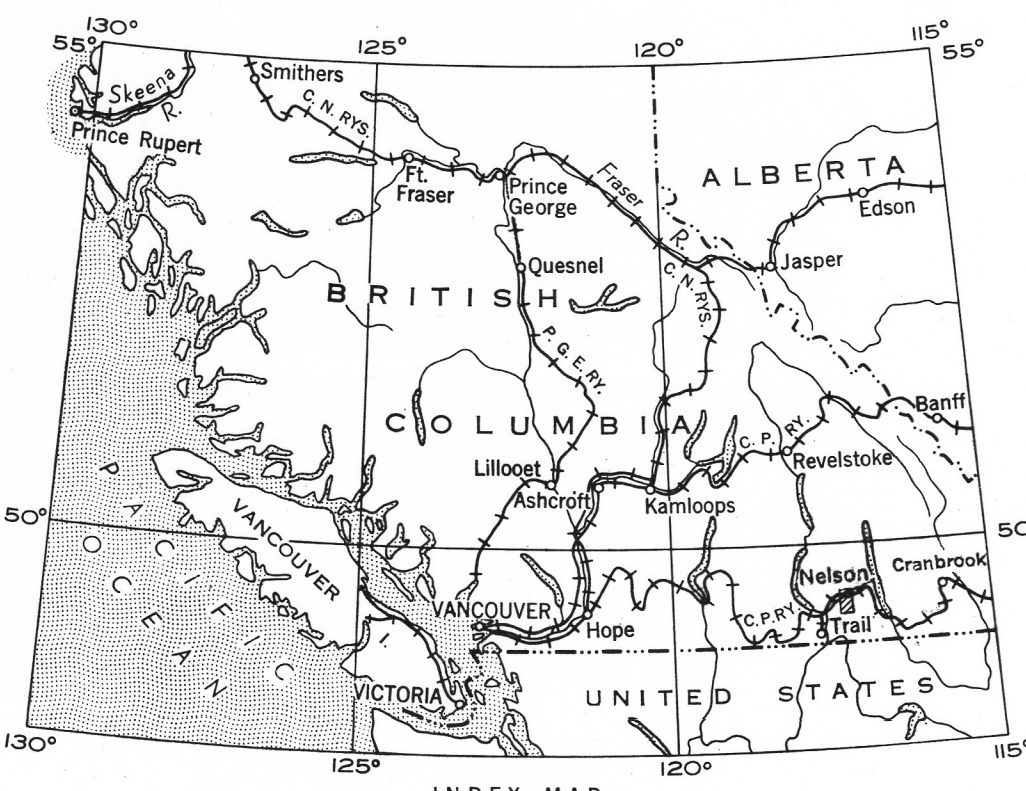 130°
55°
125°
120°
115°
55°
Skeena
R.
Smithers
C. N. RYS.
Prince Rupert
Ft.
Fraser
Prince
George
Fraser
R.
ALBERTA
Edson
Jasper
Quesnel
C. N. RYS.
BRITISH
P. G. E. RY.
COLUMBIA
Banff
C. P. RY.
Revelstoke
Lillooet
Ashcroft
Kamloops
50°
50
PACIFIC
OCEAN
VANCOUVER
I.
VANCOUVER
Hope
Nelson
Cranbrook
C.P.RY.
Trail
VICTORIA
UNITED STATES
130°
125°
120°
115°
INDEX MAP